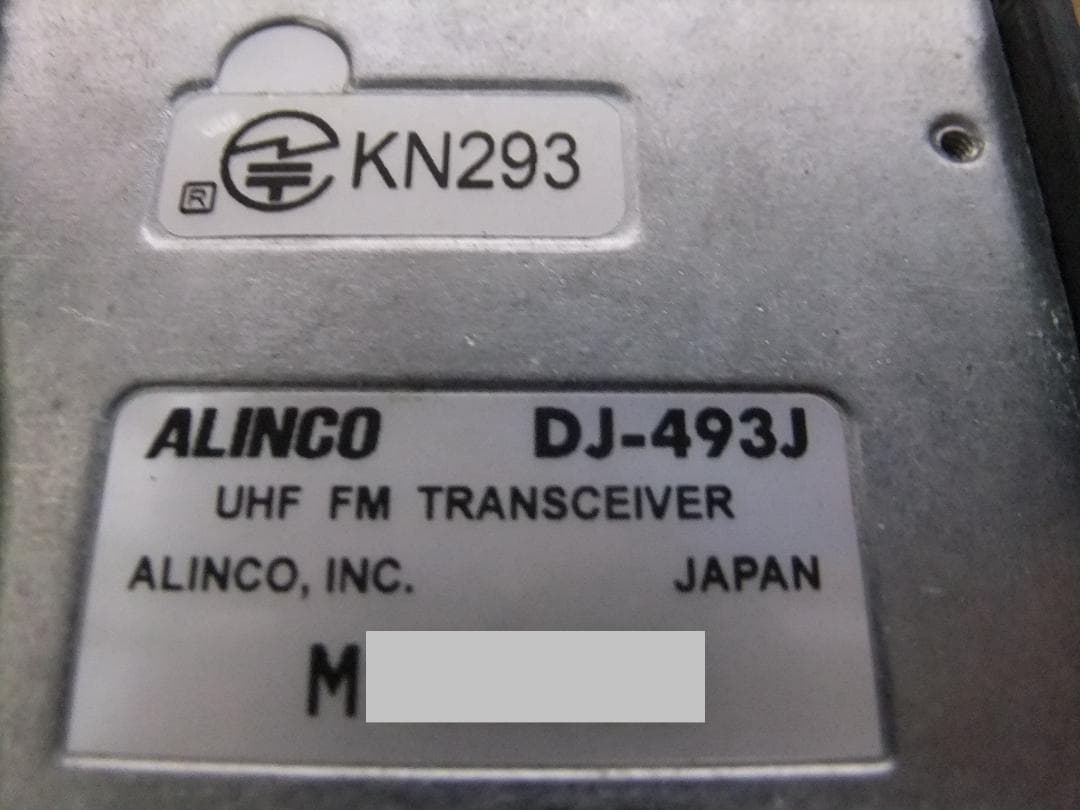 R KN293
ALINCO DJ-493J
UHF FM TRANSCEIVER
ALINCO, INC. JAPAN
M